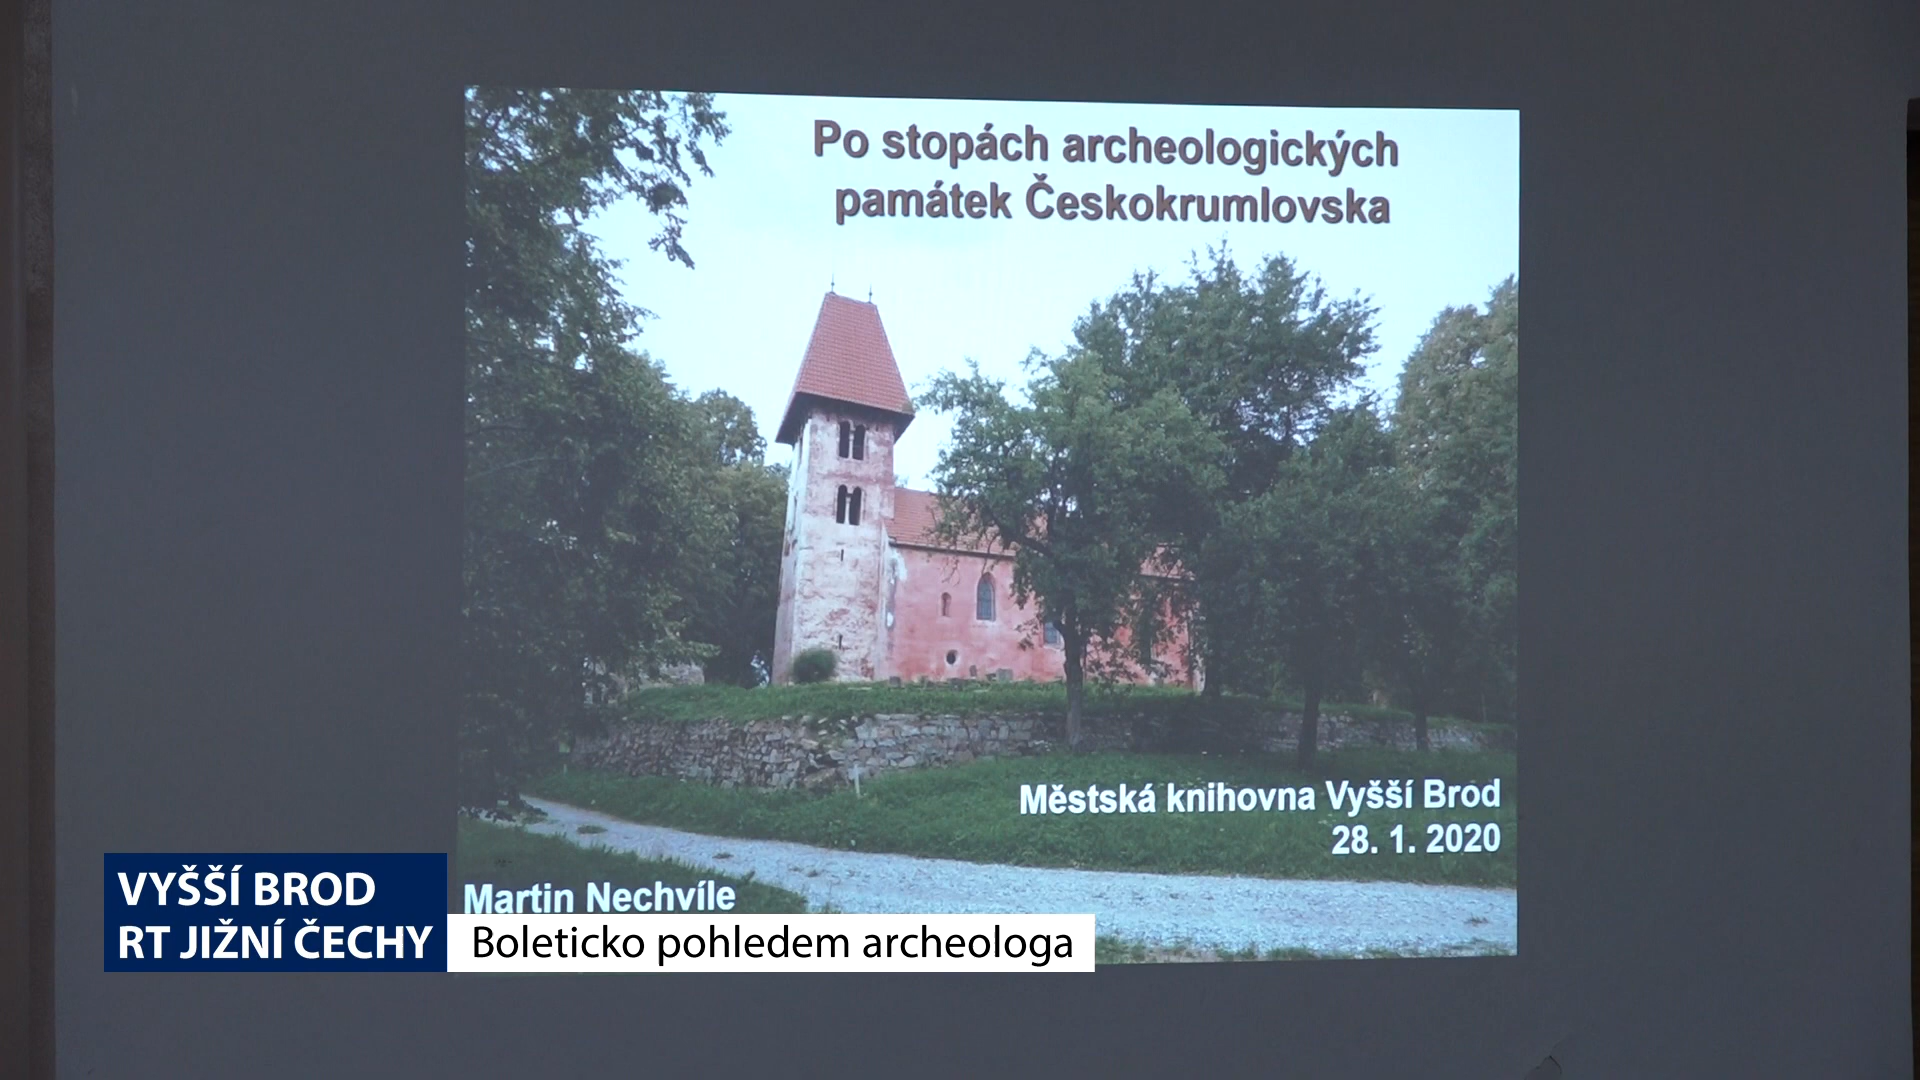 Po stopách archeologických
památek Českokrumlovska
Městská knihovna Vyšší Brod
28. 1. 2020
Martin Nechvíle
VYŠŠÍ BROD
RT JIŽNÍ ČECHY
Boleticko pohledem archeologa